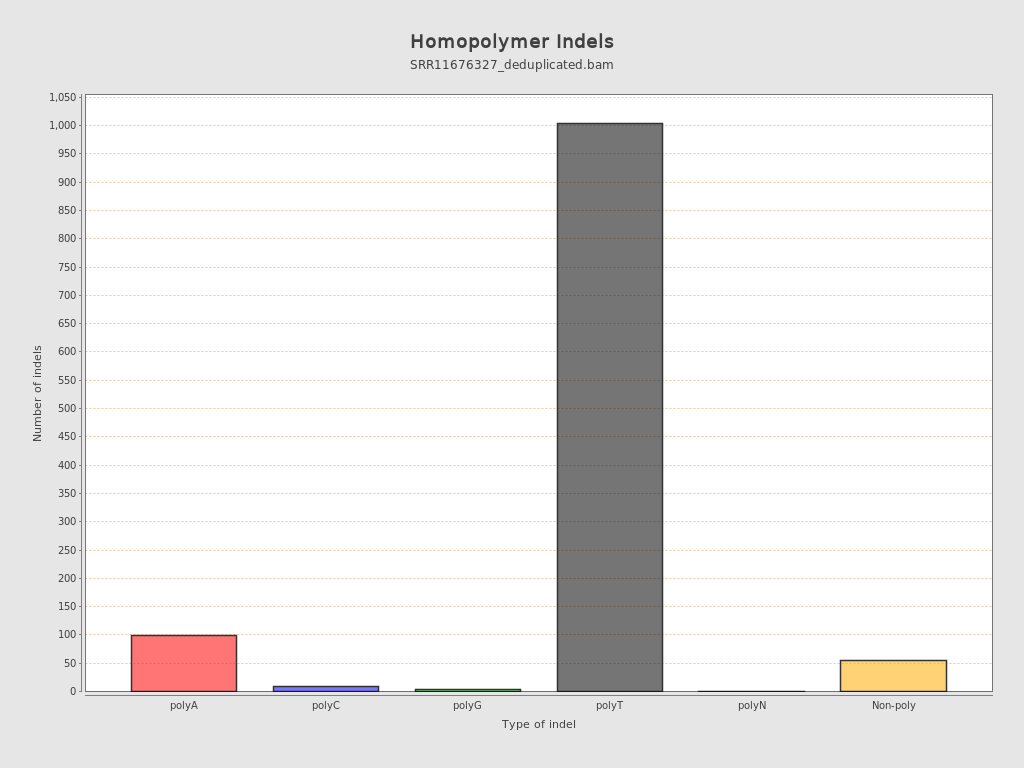 Homopolymer Indels
SRR11676327_deduplicated.bam
1,050
1,000
950
900
850
800
750
700
650
600
550
500
450
400
350
300
250
200
150
100
50
0
Number of indels
polyA
polyC
polyG
polyT
polyN
Non-poly
Type of indel